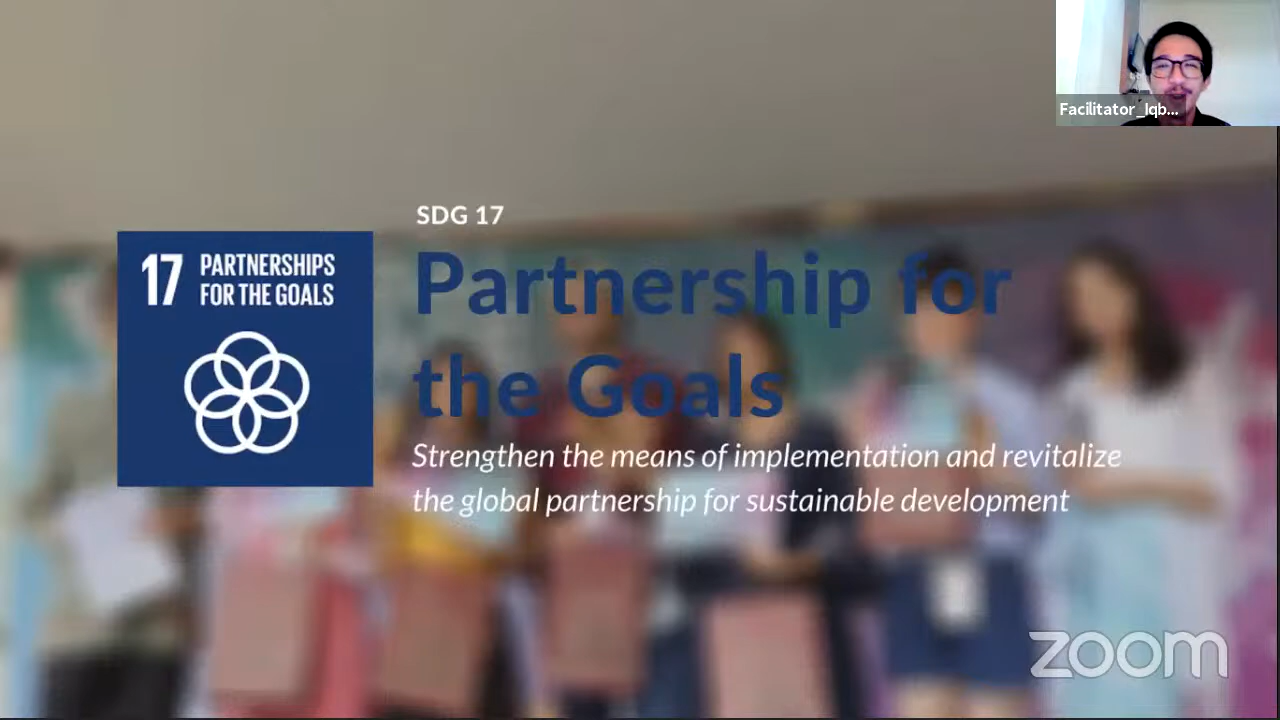 Facilitator_Iqb...
SDG 17
17 PARTNERSHIPS
FOR THE GOALS
Partnership for
the Goals
Strengthen the means of implementation and revitalize
the global partnership for sustainable development
zoom